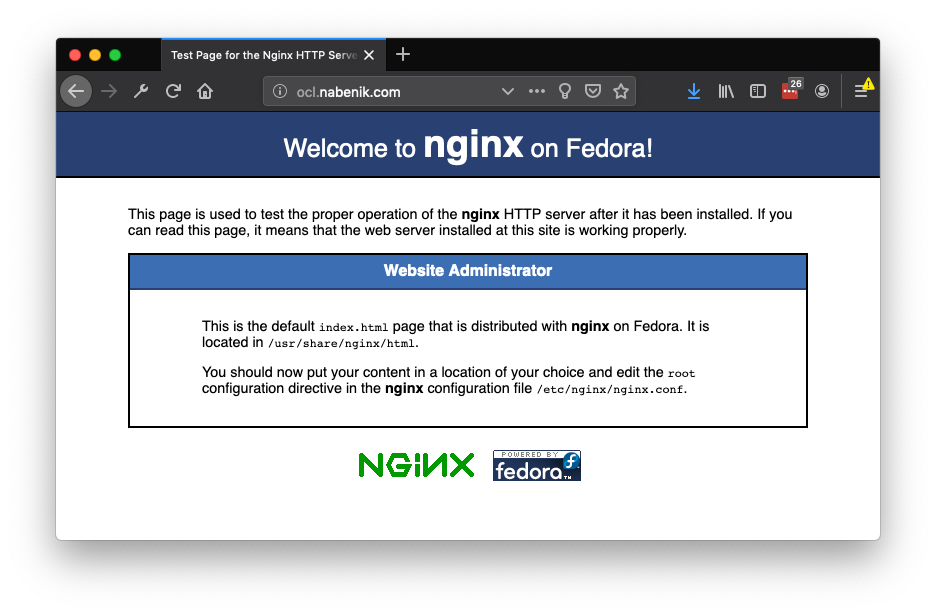 Test Page for the Nginx HTTP Serve
ocl.nabenik.com
26
Welcome to nginx on Fedora!
This page is used to test the proper operation of the nginx HTTP server after it has been installed. If you
can read this page, it means that the web server installed at this site is working properly.
Website Administrator
This is the default index.html page that is distributed with nginx on Fedora. It is
located in /usr/share/nginx/html.
You should now put your content in a location of your choice and edit the root
configuration directive in the nginx configuration file /etc/nginx/nginx.conf.
NGiNX
POWERED BY
fedora™